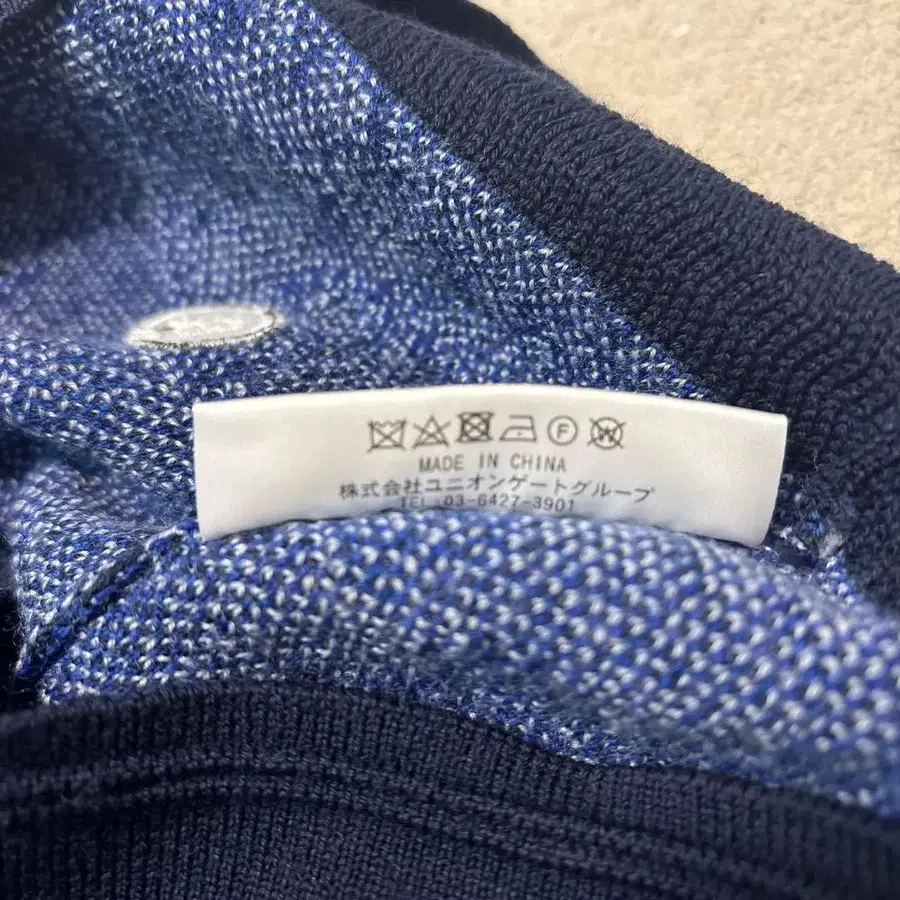 F W
MADE IN CHINA
株式会社ユニオンゲートグループ
TEL:03-6427-3901